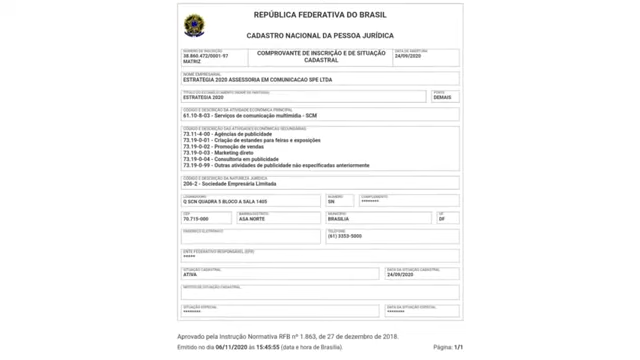 REPÚBLICA FEDERATIVA DO BRASIL
CADASTRO NACIONAL DA PESSOA JURÍDICA
NÚMERO DE INSCRIÇÃO
38.860.472/0001-97
MATRIZ
COMPROVANTE DE INSCRIÇÃO E DE SITUAÇÃO
CADASTRAL
DATA DE ABERTURA
24/09/2020
NOME EMPRESARIAL
ESTRATEGIA 2020 ASSESSORIA EM COMUNICACAO SPE LTDA
TÍTULO DO ESTABELECIMENTO (NOME DE FANTASIA)
ESTRATEGIA 2020
PORTE
DEMAIS
CÓDIGO E DESCRIÇÃO DA ATIVIDADE ECONÔMICA PRINCIPAL
61.10-8-03 - Serviços de comunicação multimídia - SCM
CÓDIGO E DESCRIÇÃO DAS ATIVIDADES ECONÔMICAS SECUNDÁRIAS
73.11-4-00 - Agências de publicidade
73.19-0-01 - Criação de estandes para feiras e exposições
73.19-0-02 - Promoção de vendas
73.19-0-03 - Marketing direto
73.19-0-04 - Consultoria em publicidade
73.19-0-99 - Outras atividades de publicidade não especificadas anteriormente
CÓDIGO E DESCRIÇÃO DA NATUREZA JURÍDICA
206-2 - Sociedade Empresária Limitada
LOGRADOURO
Q SCN QUADRA 5 BLOCO A SALA 1405
NÚMERO
SN
COMPLEMENTO
********
CEP
70.715-000
BAIRRO/DISTRITO
ASA NORTE
MUNICÍPIO
BRASILIA
UF
DF
ENDEREÇO ELETRÔNICO
TELEFONE
(61) 3353-5000
ENTE FEDERATIVO RESPONSÁVEL (EFR)
*****
SITUAÇÃO CADASTRAL
ATIVA
DATA DA SITUAÇÃO CADASTRAL
24/09/2020
MOTIVO DE SITUAÇÃO CADASTRAL
SITUAÇÃO ESPECIAL
********
DATA DA SITUAÇÃO ESPECIAL
********
Aprovado pela Instrução Normativa RFB nº 1.863, de 27 de dezembro de 2018.
Emitido no dia 06/11/2020 às 15:45:55 (data e hora de Brasília).
Página: 1/1